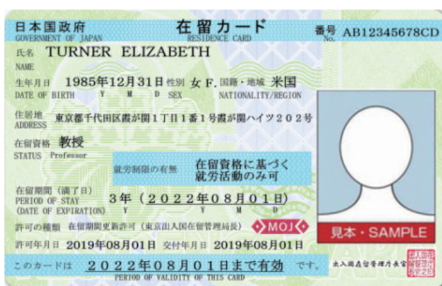 日本国政府 在留カード 番号 AB12345678CD
GOVERNMENT OF JAPAN RESIDENCE CARD No.
氏名 TURNER ELIZABETH
NAME
生年月日 1985年12月31日 性別 女 F. 国籍・地域 米国
DATE OF BIRTH Y M D SEX NATIONALITY/REGION
住居地 東京都千代田区霞が関1丁目1番1号霞が関ハイツ202号
ADDRESS
在留資格 教授
STATUS Professor
就労制限の有無 在留資格に基づく
就労活動のみ可
在留期間(満了日) 3年(2022年08月01日)
PERIOD OF STAY Y M Y M D
(DATE OF EXPIRATION)
許可の種類 在留期間更新許可(東京出入国在留管理局長) MOJ
見本・SAMPLE
許可年月日 2019年08月01日 交付年月日 2019年08月01日
このカードは 2022年08月01日まで有効 です。 出入国在留管理庁長官
PERIOD OF VALIDITY OF THIS CARD